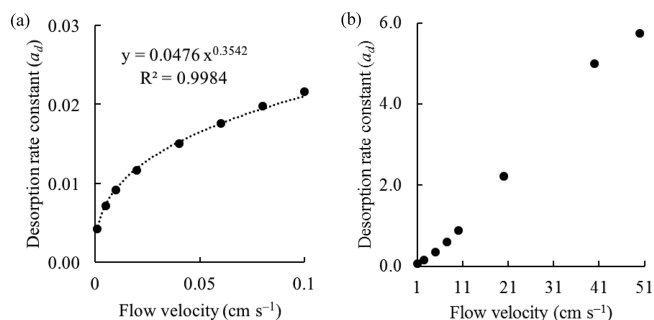 (a)
Desorption rate constant (a_d)
0.03
0.02
0.01
0.00
y = 0.0476 x^0.3542
R² = 0.9984
0 0.05 0.1
Flow velocity (cm s⁻¹)
(b)
Desorption rate constant (a_d)
6.0
4.0
2.0
0.0
1 11 21 31 41 51
Flow velocity (cm s⁻¹)